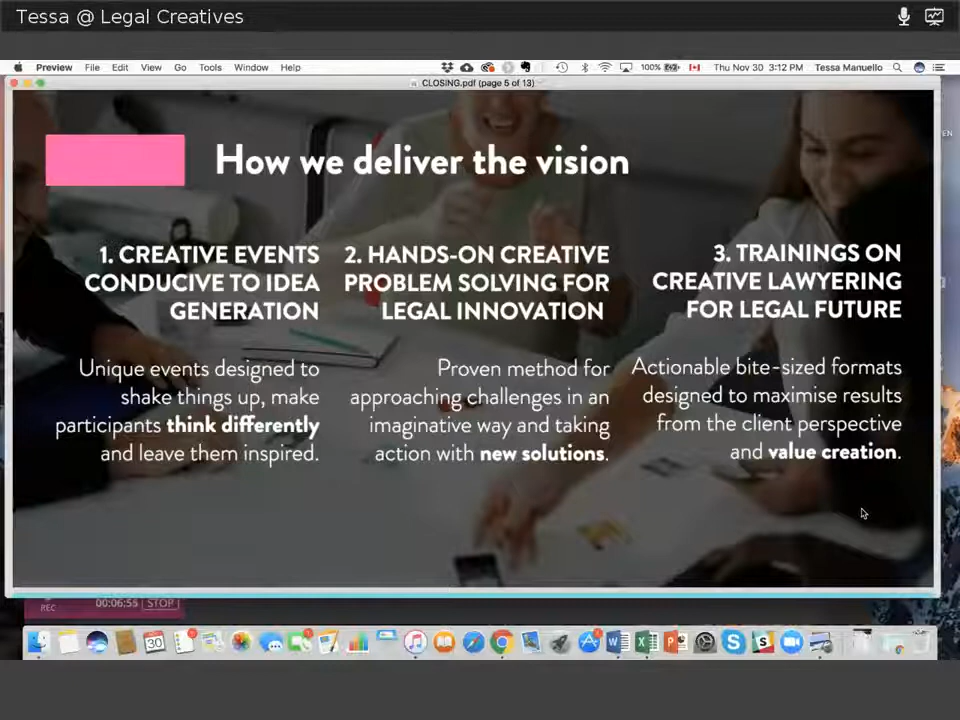 Tessa @ Legal Creatives
Preview File Edit View Go Tools Window Help 100% Thu Nov 30 3:12 PM Tessa Manuello
CLOSING.pdf (page 5 of 13)
EN
How we deliver the vision
1. CREATIVE EVENTS
CONDUCIVE TO IDEA
GENERATION
Unique events designed to
shake things up, make
participants think differently
and leave them inspired.
2. HANDS-ON CREATIVE
PROBLEM SOLVING FOR
LEGAL INNOVATION
Proven method for
approaching challenges in an
imaginative way and taking
action with new solutions.
3. TRAININGS ON
CREATIVE LAWYERING
FOR LEGAL FUTURE
Actionable bite-sized formats
designed to maximise results
from the client perspective
and value creation.
REC 00:06:55 STOP
30